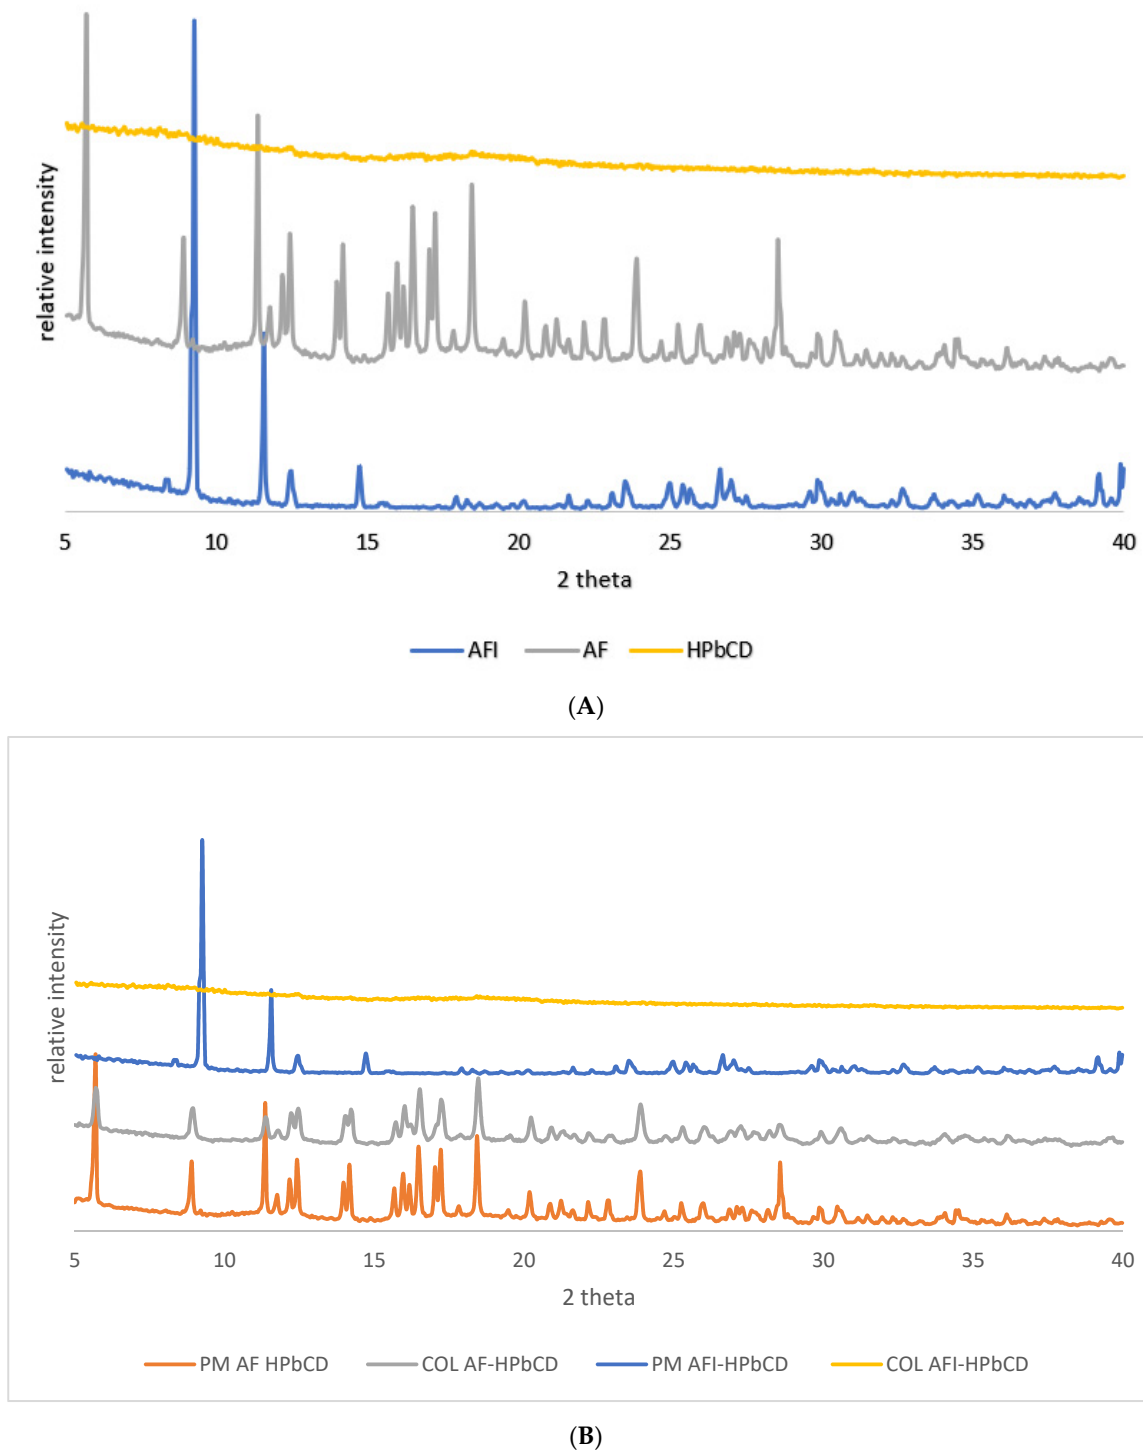 relative intensity
5 10 15 20 25 30 35 40
2 theta
AFI AF HPbCD
(A)
relative intensity
5 10 15 20 25 30 35 40
2 theta
PM AF HPbCD COL AF-HPbCD PM AFI-HPbCD COL AFI-HPbCD
(B)